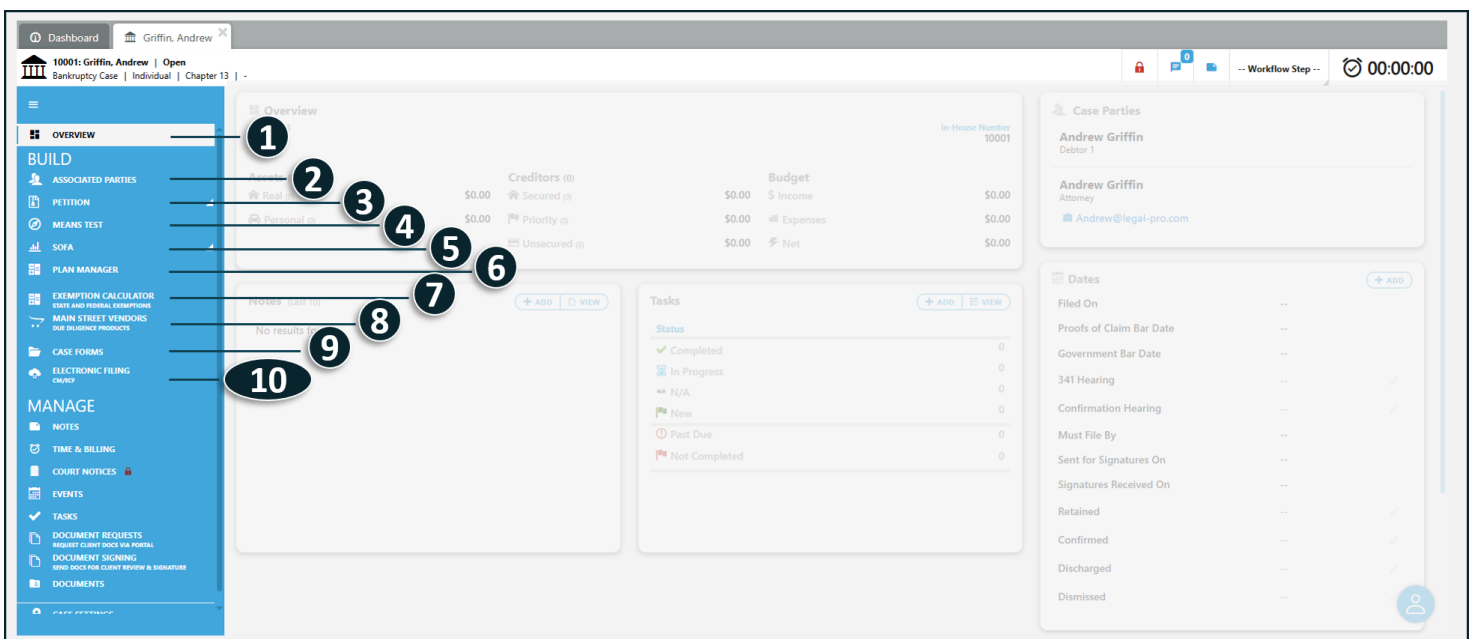 Dashboard
Griffin, Andrew
10001: Griffin, Andrew | Open
Bankruptcy Case | Individual | Chapter 13 | -
0
-- Workflow Step --
00:00:00
OVERVIEW
BUILD
ASSOCIATED PARTIES
PETITION
MEANS TEST
SOFA
PLAN MANAGER
EXEMPTION CALCULATOR
STATE AND FEDERAL EXEMPTIONS
MAIN STREET VENDORS
DUE DILIGENCE PRODUCTS
CASE FORMS
ELECTRONIC FILING
CM/ECF
MANAGE
NOTES
TIME & BILLING
COURT NOTICES
EVENTS
TASKS
DOCUMENT REQUESTS
REQUEST CLIENT DOCS VIA PORTAL
DOCUMENT SIGNING
SEND DOCS FOR CLIENT REVIEW & SIGNATURE
DOCUMENTS
CASE SETTINGS
1
2
3
4
5
6
7
8
9
10
Overview
In-House Number
10001
Creditors (0)
Budget
Real
$0.00
Secured (0)
$0.00
$ Income
$0.00
Personal (0)
$0.00
Priority (0)
$0.00
Expenses
$0.00
Unsecured (0)
$0.00
Net
$0.00
Notes (Last 10)
+ ADD
VIEW
No results
Tasks
+ ADD
VIEW
Status
Completed 0
In Progress 0
N/A 0
New 0
Past Due 0
Not Completed 0
Case Parties
Andrew Griffin
Debtor 1
Andrew Griffin
Attorney
Andrew@legal-pro.com
Dates
+ ADD
Filed On --
Proofs of Claim Bar Date --
Government Bar Date --
341 Hearing --
Confirmation Hearing --
Must File By --
Sent for Signatures On --
Signatures Received On --
Retained --
Confirmed --
Discharged --
Dismissed --